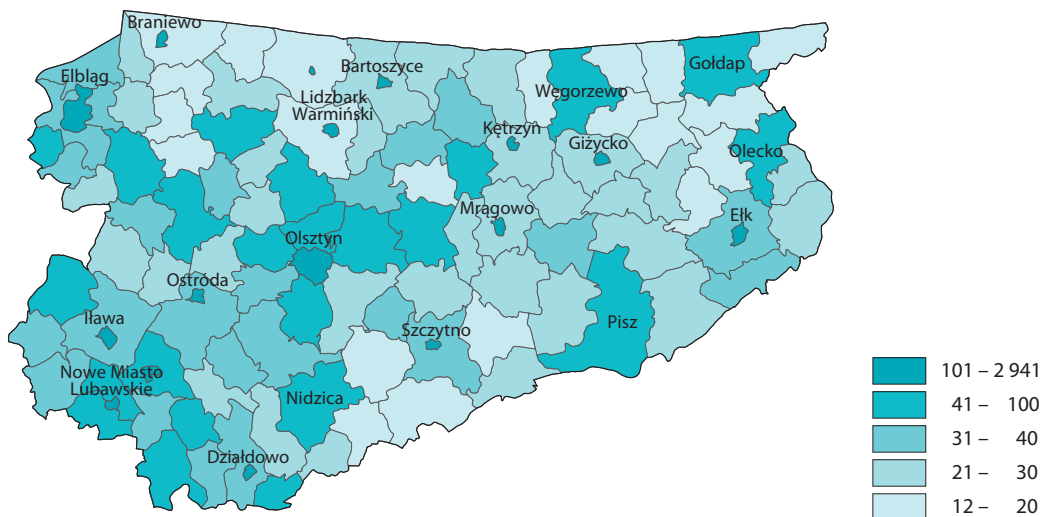 Braniewo
Gołdap
Bartoszyce
Elbląg
Węgorzewo
Lidzbark
Warmiński
Kętrzyn
Giżycko
Olecko
Mrągowo
Ełk
Olsztyn
Ostróda
Iława
Pisz
Szczytno
Nowe Miasto
Lubawskie
Nidzica
Działdowo
101 – 2 941
41 – 100
31 – 40
21 – 30
12 – 20